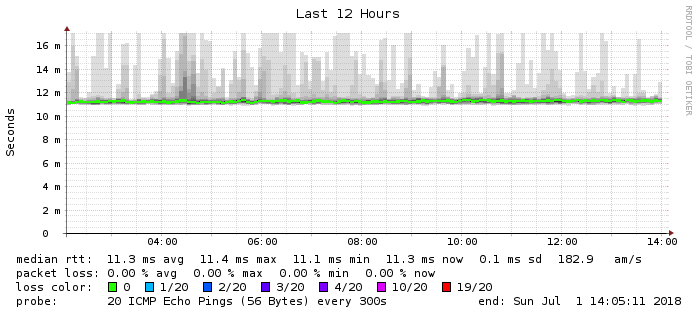 Last 12 Hours
RRDTOOL / TOBI OETIKER
Seconds
16 m
14 m
12 m
10 m
8 m
6 m
4 m
2 m
0
04:00 06:00 08:00 10:00 12:00 14:00
median rtt: 11.3 ms avg 11.4 ms max 11.1 ms min 11.3 ms now 0.1 ms sd 182.9 am/s
packet loss: 0.00 % avg 0.00 % max 0.00 % min 0.00 % now
loss color: 0 1/20 2/20 3/20 4/20 10/20 19/20
probe: 20 ICMP Echo Pings (56 Bytes) every 300s end: Sun Jul 1 14:05:11 2018